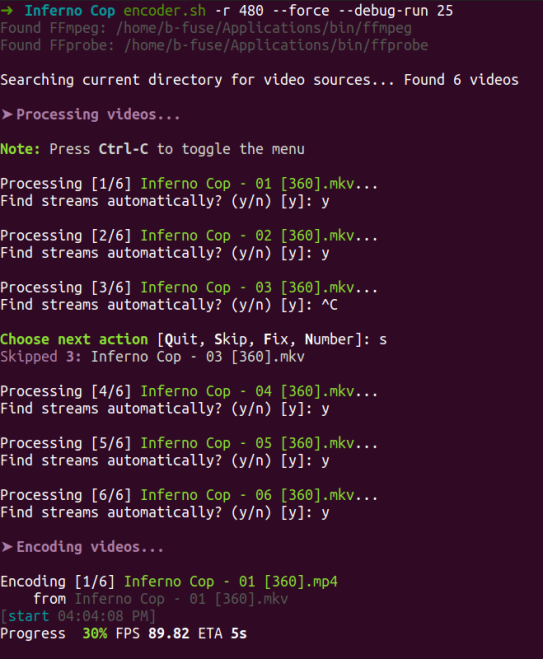 ➜ Inferno Cop encoder.sh -r 480 --force --debug-run 25
Found FFmpeg: /home/b-fuse/Applications/bin/ffmpeg
Found FFprobe: /home/b-fuse/Applications/bin/ffprobe
Searching current directory for video sources... Found 6 videos
➤ Processing videos...
Note: Press Ctrl-C to toggle the menu
Processing [1/6] Inferno Cop - 01 [360].mkv...
Find streams automatically? (y/n) [y]: y
Processing [2/6] Inferno Cop - 02 [360].mkv...
Find streams automatically? (y/n) [y]: y
Processing [3/6] Inferno Cop - 03 [360].mkv...
Find streams automatically? (y/n) [y]: ^C
Choose next action [Quit, Skip, Fix, Number]: s
Skipped 3: Inferno Cop - 03 [360].mkv
Processing [4/6] Inferno Cop - 04 [360].mkv...
Find streams automatically? (y/n) [y]: y
Processing [5/6] Inferno Cop - 05 [360].mkv...
Find streams automatically? (y/n) [y]: y
Processing [6/6] Inferno Cop - 06 [360].mkv...
Find streams automatically? (y/n) [y]: y
➤ Encoding videos...
Encoding [1/6] Inferno Cop - 01 [360].mp4
from Inferno Cop - 01 [360].mkv
[start 04:04:08 PM]
Progress 30% FPS 89.82 ETA 5s